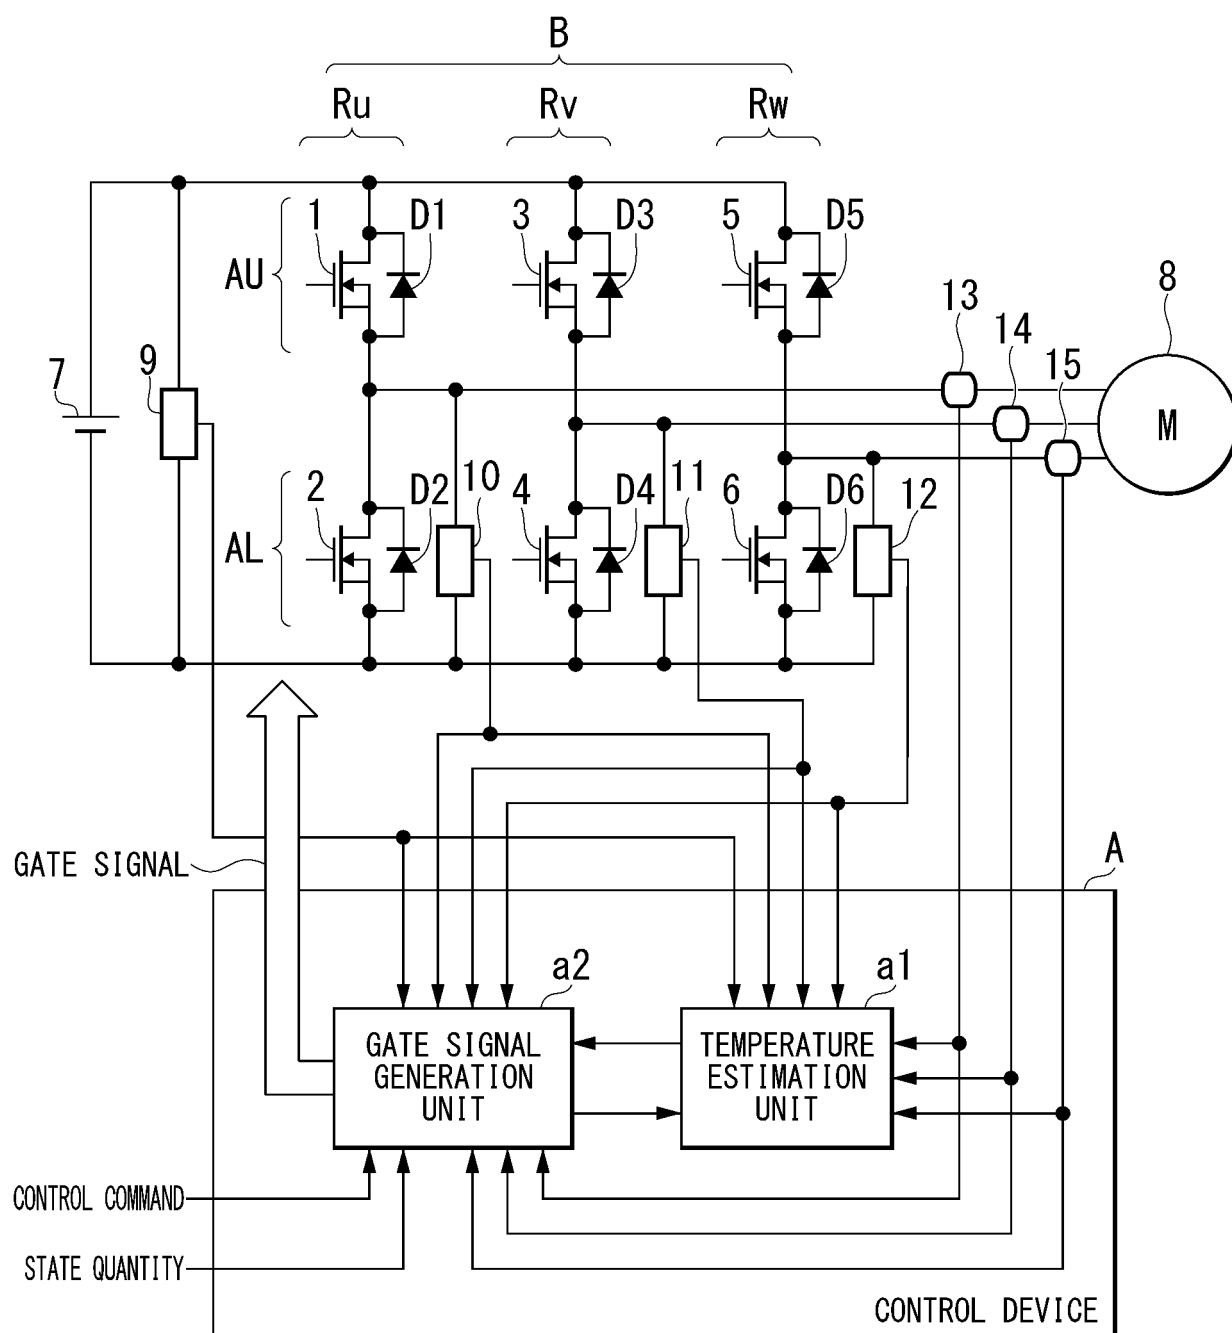 B
Ru Rv Rw
1 D1 3 D3 5 D5
AU
13 8
14
7 9 15
M
2 D2 10 4 D4 11 6 D6 12
AL
GATE SIGNAL
A
a2 a1
GATE SIGNAL
GENERATION
UNIT
TEMPERATURE
ESTIMATION
UNIT
CONTROL COMMAND
STATE QUANTITY
CONTROL DEVICE